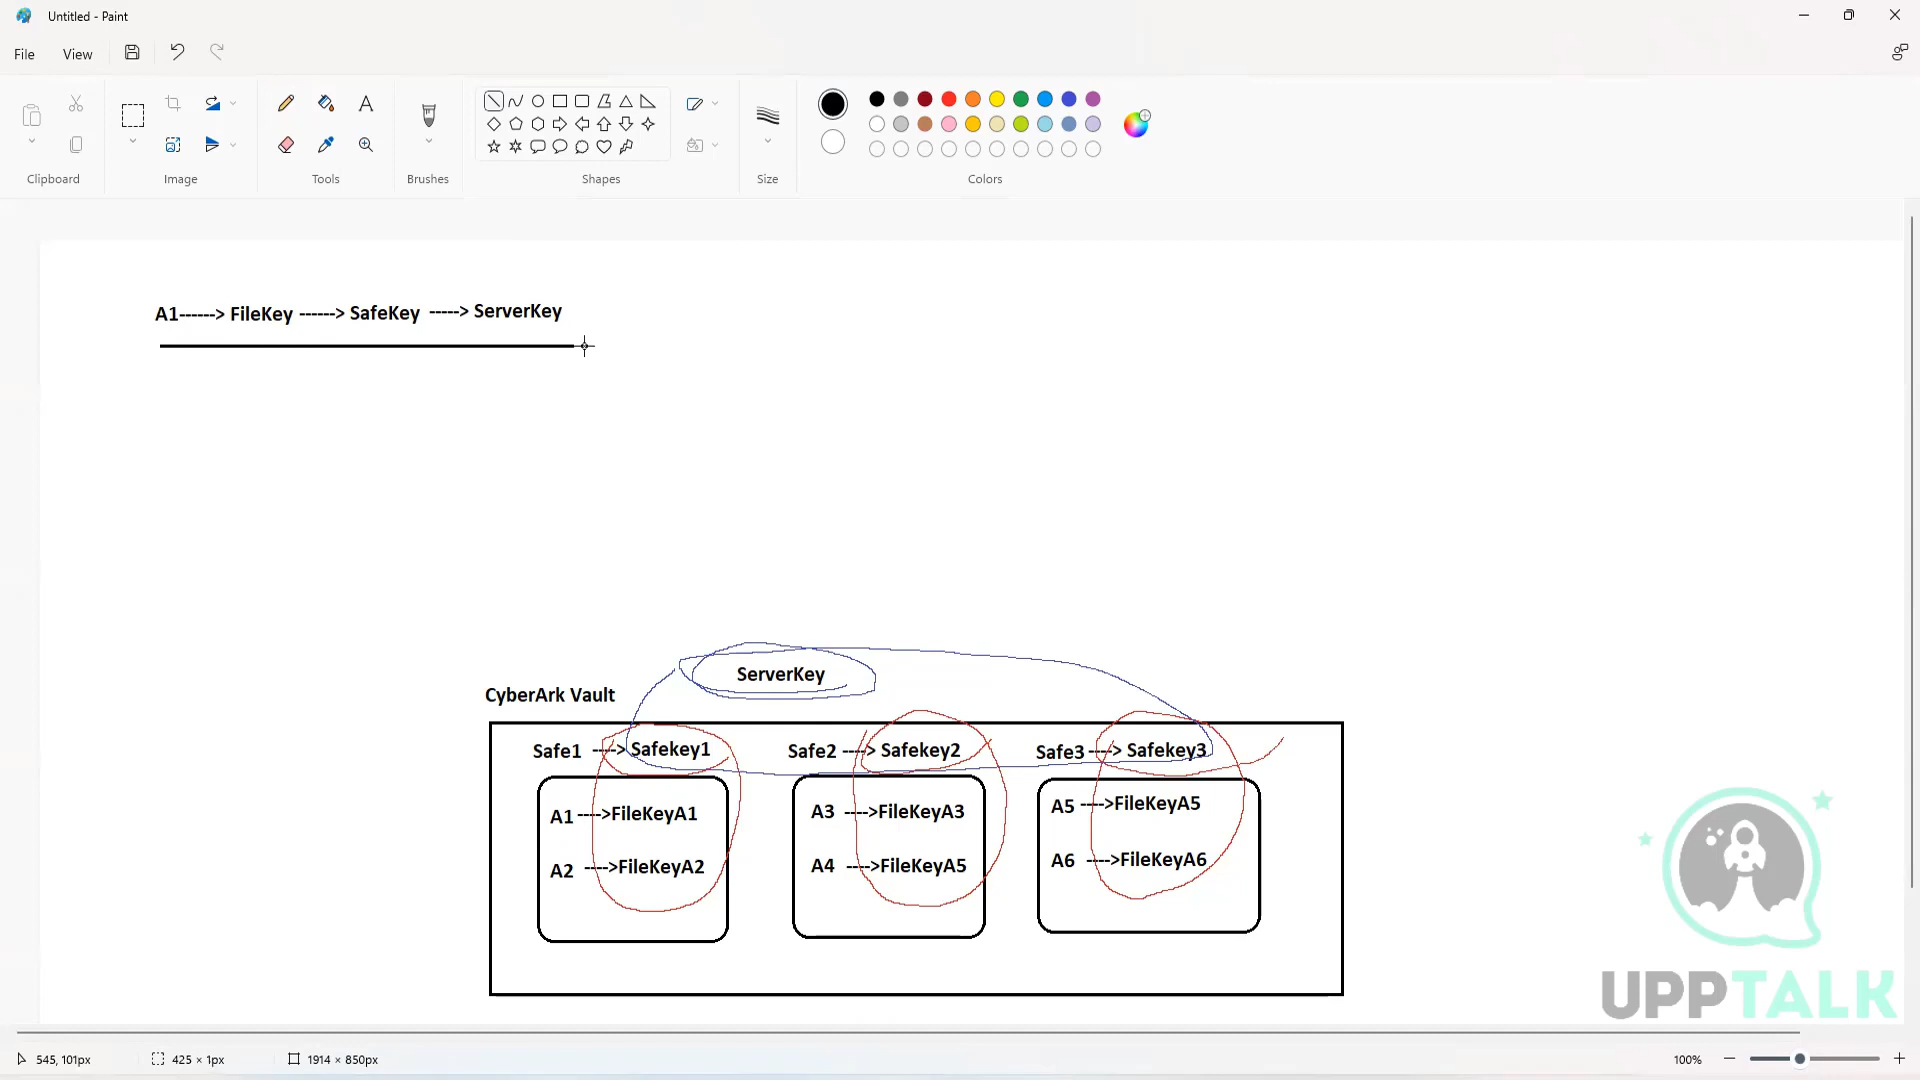 Untitled - Paint
File View
Clipboard Image Tools Brushes Shapes Size Colors
A1------> FileKey ------> SafeKey -----> ServerKey
ServerKey
CyberArk Vault
Safe1 ----> Safekey1 Safe2 ----> Safekey2 Safe3 ----> Safekey3
A1 ---->FileKeyA1 A3 ---->FileKeyA3 A5 ---->FileKeyA5
A2 ---->FileKeyA2 A4 ---->FileKeyA5 A6 ---->FileKeyA6
UPPTALK
545, 101px 425 × 1px 1914 × 850px 100%